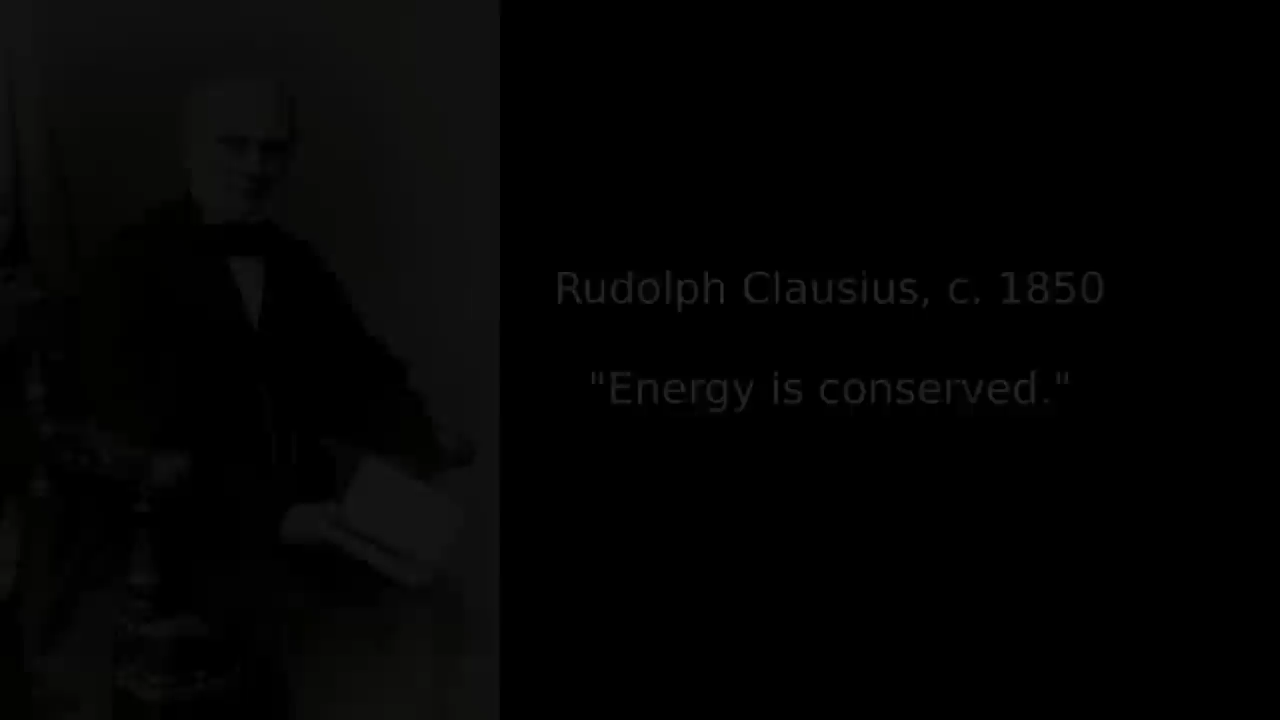 Rudolph Clausius, c. 1850
"Energy is conserved."